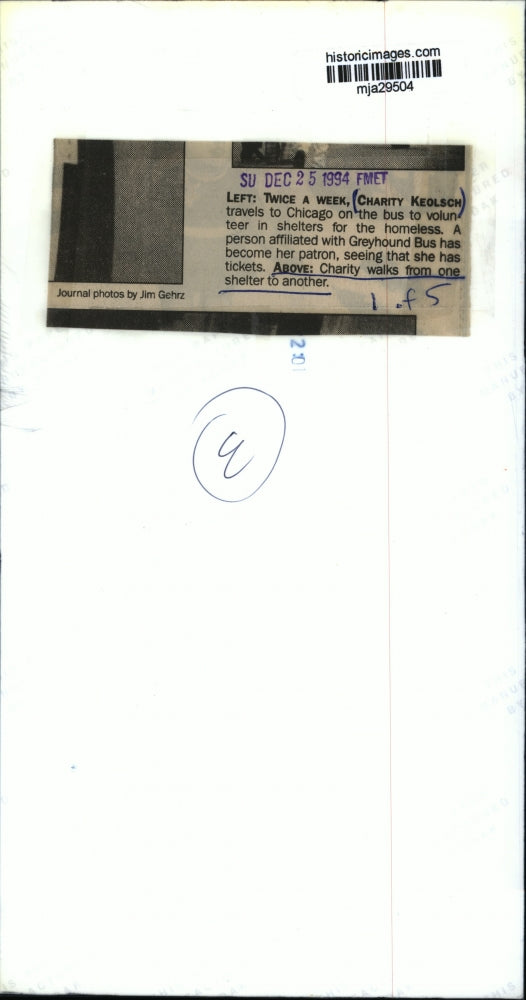 historicimages.com
mja29504
SU DEC 25 1994 FMET
LEFT: TWICE A WEEK, (CHARITY KEOLSCH)
travels to Chicago on the bus to volun-
teer in shelters for the homeless. A
person affiliated with Greyhound Bus has
become her patron, seeing that she has
tickets. ABOVE: Charity walks from one
shelter to another.
Journal photos by Jim Gehrz
1 of 5